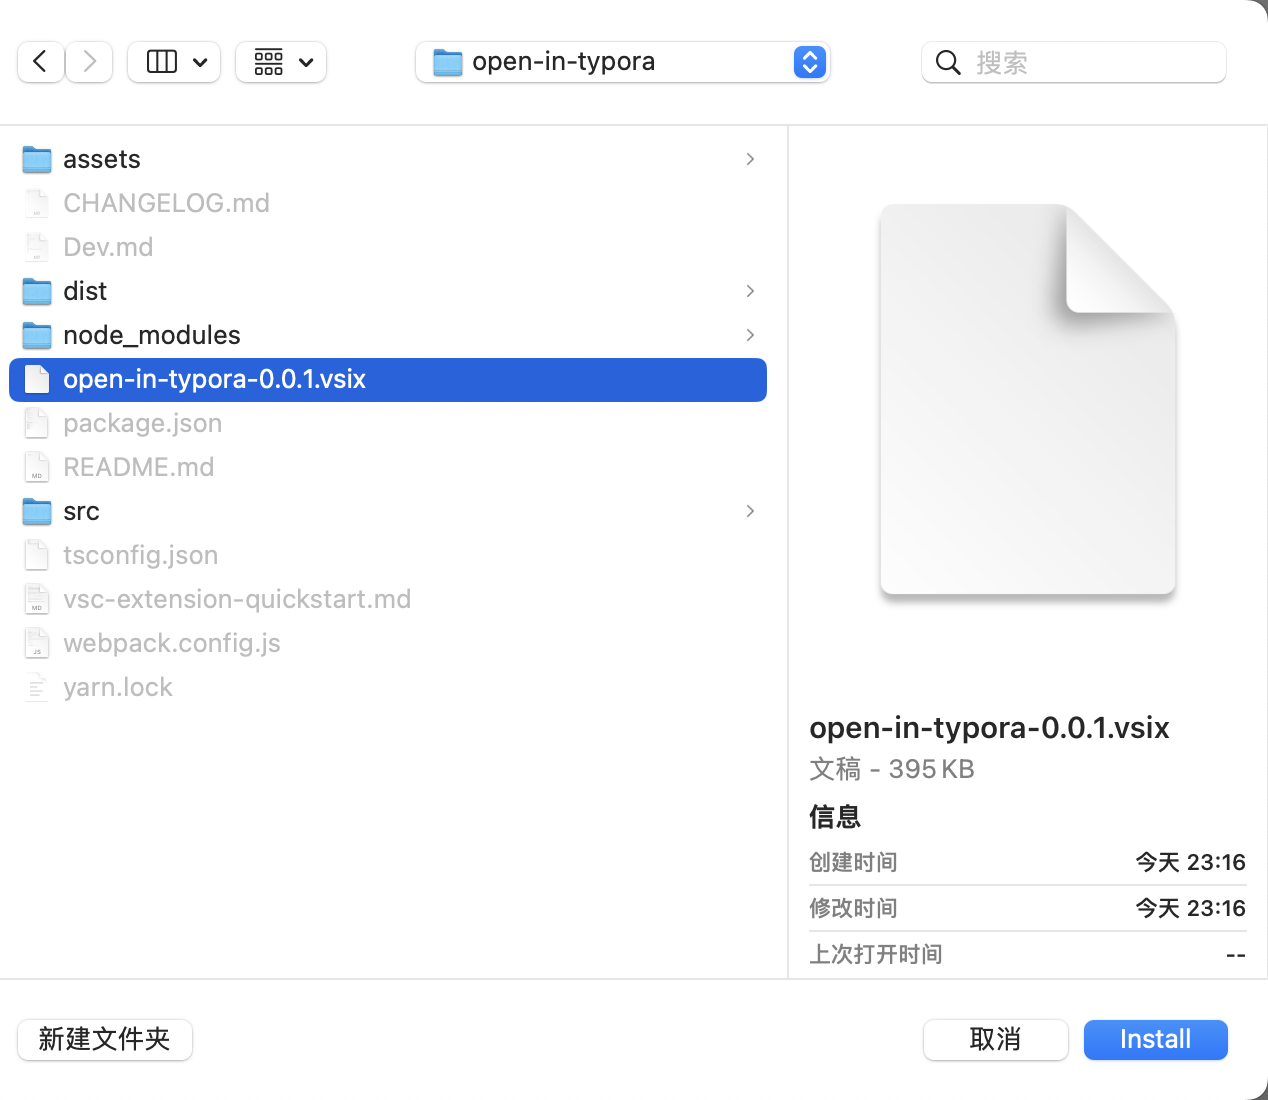 open-in-typora
搜索
assets
CHANGELOG.md
Dev.md
dist
node_modules
open-in-typora-0.0.1.vsix
package.json
README.md
src
tsconfig.json
vsc-extension-quickstart.md
webpack.config.js
yarn.lock
open-in-typora-0.0.1.vsix
文稿 - 395 KB
信息
创建时间 今天 23:16
修改时间 今天 23:16
上次打开时间 --
新建文件夹
取消
Install